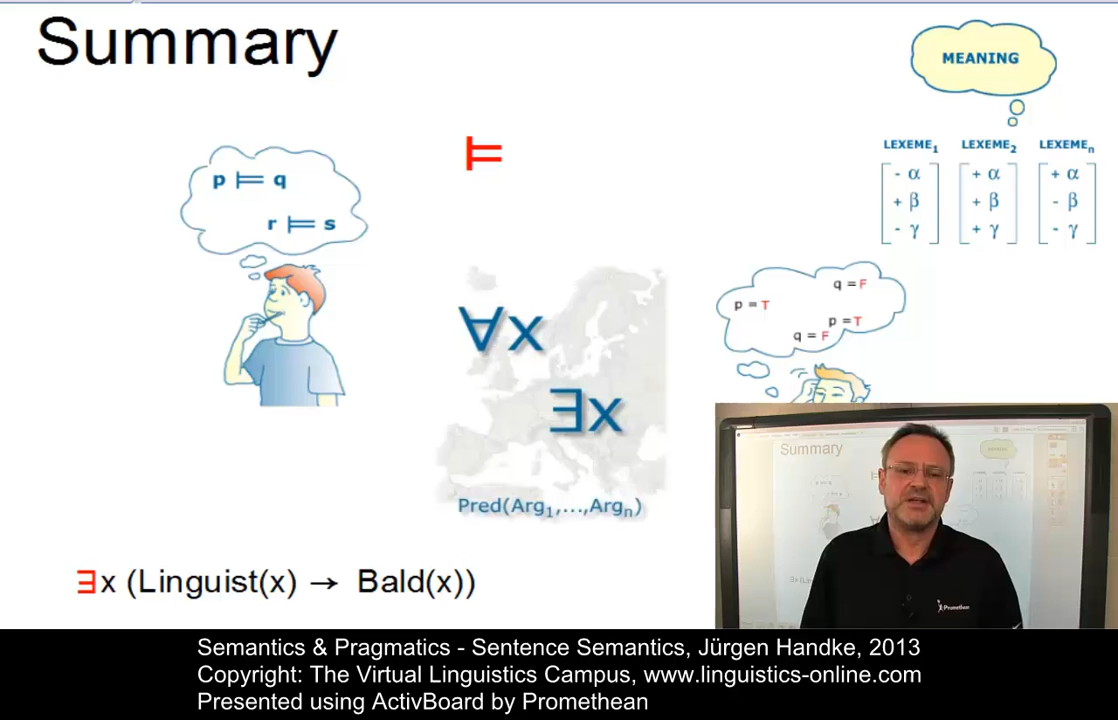 Summary
MEANING
LEXEME1 LEXEME2 LEXEMEn
- α + α + α
+ β + β - β
- γ + γ - γ
⊨
p ⊨ q
r ⊨ s
q = F
p = T
p = T
q = F
∀x
∃x
Pred(Arg1,...,Argn)
∃x (Linguist(x) → Bald(x))
Summary
Promethean
Semantics & Pragmatics - Sentence Semantics, Jürgen Handke, 2013
Copyright: The Virtual Linguistics Campus, www.linguistics-online.com
Presented using ActivBoard by Promethean